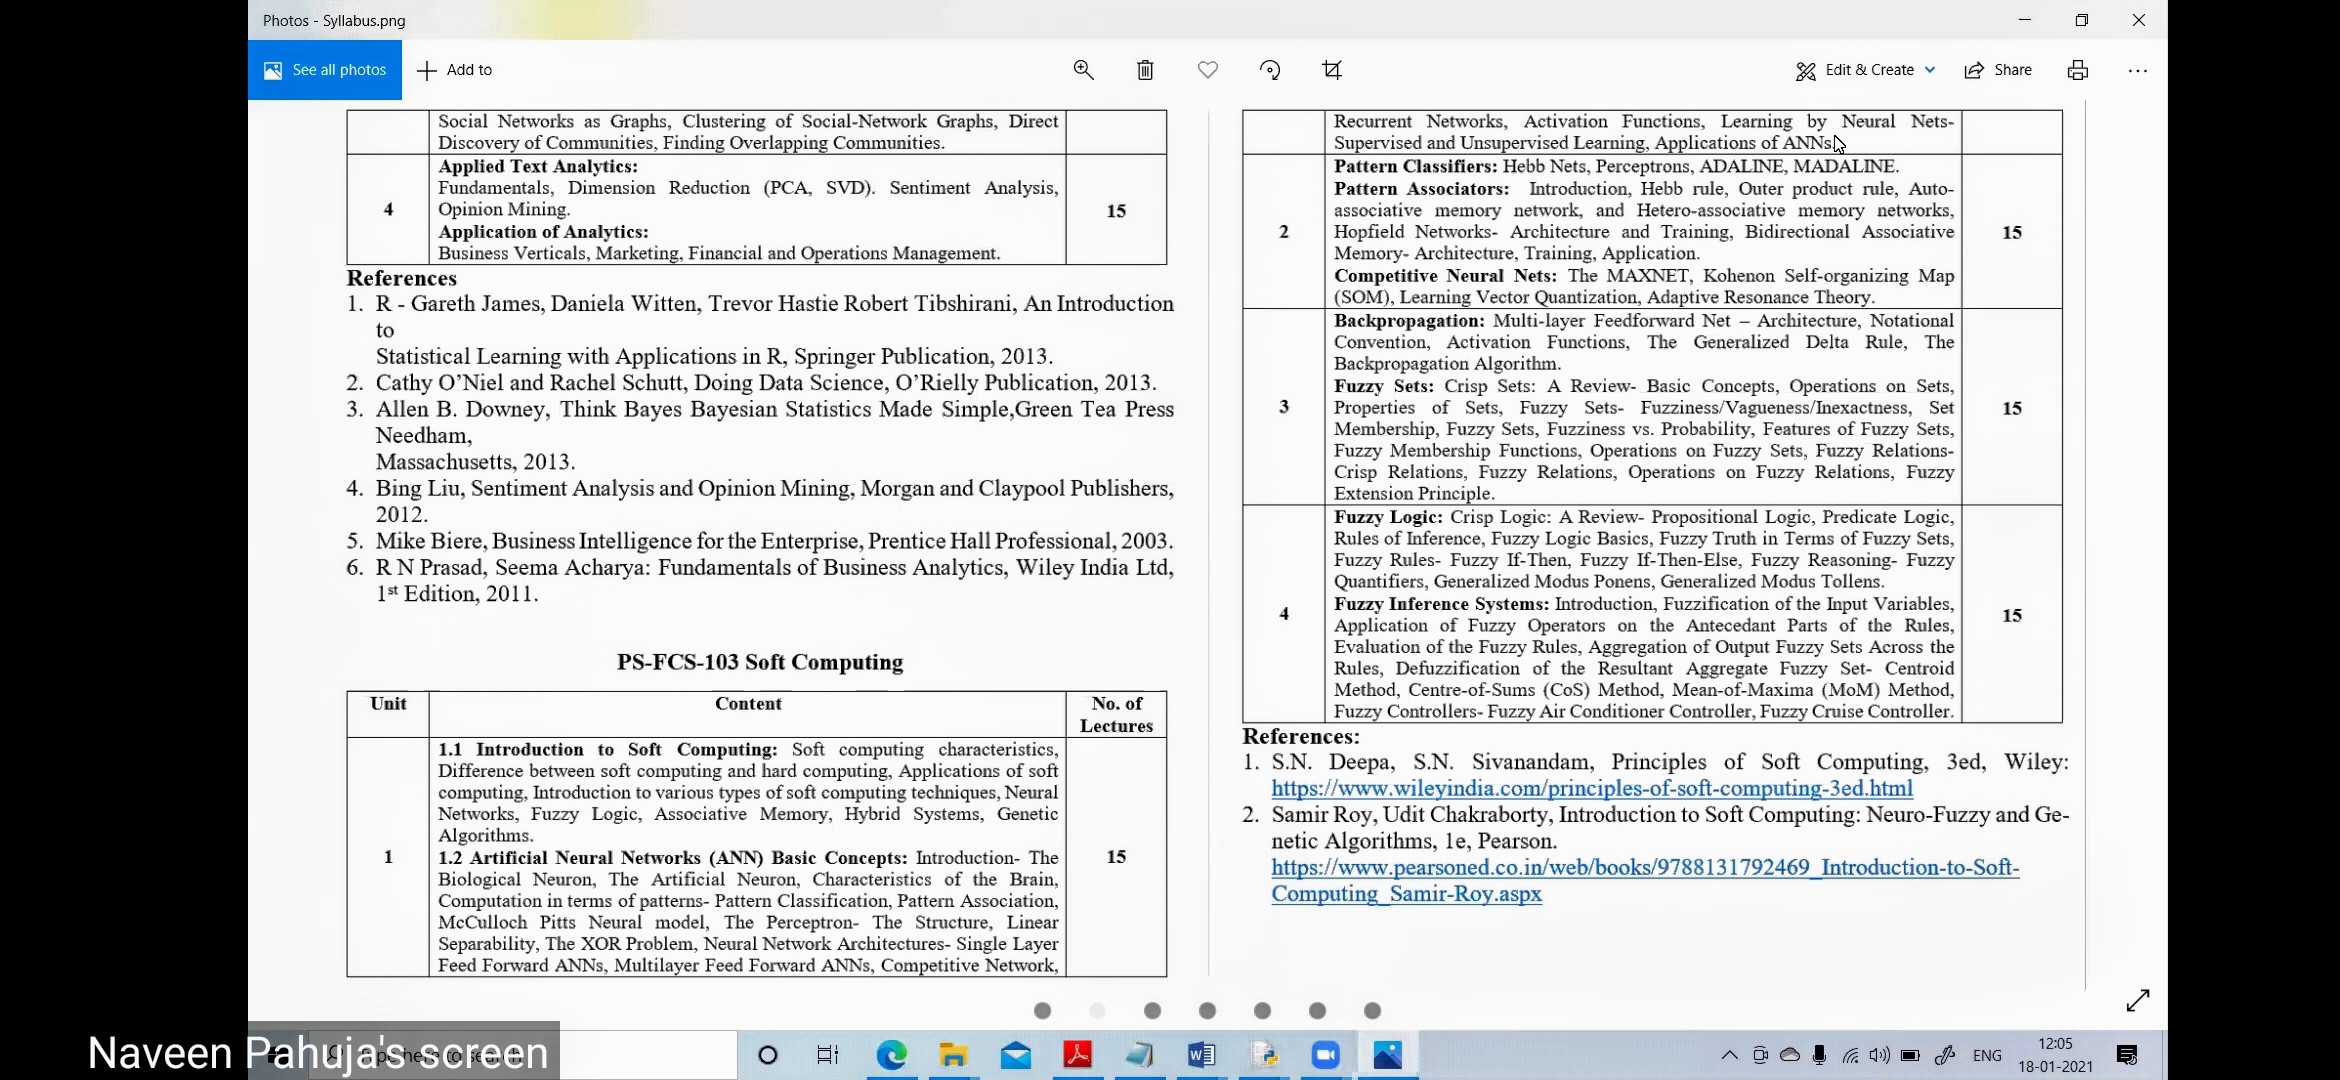 Photos - Syllabus.png
See all photos
Add to
Edit & Create
Share
Social Networks as Graphs, Clustering of Social-Network Graphs, Direct
Discovery of Communities, Finding Overlapping Communities.
4
Applied Text Analytics:
Fundamentals, Dimension Reduction (PCA, SVD). Sentiment Analysis,
Opinion Mining.
Application of Analytics:
Business Verticals, Marketing, Financial and Operations Management.
15
References
1. R - Gareth James, Daniela Witten, Trevor Hastie Robert Tibshirani, An Introduction
to
Statistical Learning with Applications in R, Springer Publication, 2013.
2. Cathy O’Niel and Rachel Schutt, Doing Data Science, O’Rielly Publication, 2013.
3. Allen B. Downey, Think Bayes Bayesian Statistics Made Simple,Green Tea Press
Needham,
Massachusetts, 2013.
4. Bing Liu, Sentiment Analysis and Opinion Mining, Morgan and Claypool Publishers,
2012.
5. Mike Biere, Business Intelligence for the Enterprise, Prentice Hall Professional, 2003.
6. R N Prasad, Seema Acharya: Fundamentals of Business Analytics, Wiley India Ltd,
1st Edition, 2011.
PS-FCS-103 Soft Computing
Unit
Content
No. of
Lectures
1
1.1 Introduction to Soft Computing: Soft computing characteristics,
Difference between soft computing and hard computing, Applications of soft
computing, Introduction to various types of soft computing techniques, Neural
Networks, Fuzzy Logic, Associative Memory, Hybrid Systems, Genetic
Algorithms.
1.2 Artificial Neural Networks (ANN) Basic Concepts: Introduction- The
Biological Neuron, The Artificial Neuron, Characteristics of the Brain,
Computation in terms of patterns- Pattern Classification, Pattern Association,
McCulloch Pitts Neural model, The Perceptron- The Structure, Linear
Separability, The XOR Problem, Neural Network Architectures- Single Layer
Feed Forward ANNs, Multilayer Feed Forward ANNs, Competitive Network,
15
Recurrent Networks, Activation Functions, Learning by Neural Nets-
Supervised and Unsupervised Learning, Applications of ANNs.
2
Pattern Classifiers: Hebb Nets, Perceptrons, ADALINE, MADALINE.
Pattern Associators: Introduction, Hebb rule, Outer product rule, Auto-
associative memory network, and Hetero-associative memory networks,
Hopfield Networks- Architecture and Training, Bidirectional Associative
Memory- Architecture, Training, Application.
Competitive Neural Nets: The MAXNET, Kohenon Self-organizing Map
(SOM), Learning Vector Quantization, Adaptive Resonance Theory.
15
3
Backpropagation: Multi-layer Feedforward Net – Architecture, Notational
Convention, Activation Functions, The Generalized Delta Rule, The
Backpropagation Algorithm.
Fuzzy Sets: Crisp Sets: A Review- Basic Concepts, Operations on Sets,
Properties of Sets, Fuzzy Sets- Fuzziness/Vagueness/Inexactness, Set
Membership, Fuzzy Sets, Fuzziness vs. Probability, Features of Fuzzy Sets,
Fuzzy Membership Functions, Operations on Fuzzy Sets, Fuzzy Relations-
Crisp Relations, Fuzzy Relations, Operations on Fuzzy Relations, Fuzzy
Extension Principle.
15
4
Fuzzy Logic: Crisp Logic: A Review- Propositional Logic, Predicate Logic,
Rules of Inference, Fuzzy Logic Basics, Fuzzy Truth in Terms of Fuzzy Sets,
Fuzzy Rules- Fuzzy If-Then, Fuzzy If-Then-Else, Fuzzy Reasoning- Fuzzy
Quantifiers, Generalized Modus Ponens, Generalized Modus Tollens.
Fuzzy Inference Systems: Introduction, Fuzzification of the Input Variables,
Application of Fuzzy Operators on the Antecedant Parts of the Rules,
Evaluation of the Fuzzy Rules, Aggregation of Output Fuzzy Sets Across the
Rules, Defuzzification of the Resultant Aggregate Fuzzy Set- Centroid
Method, Centre-of-Sums (CoS) Method, Mean-of-Maxima (MoM) Method,
Fuzzy Controllers- Fuzzy Air Conditioner Controller, Fuzzy Cruise Controller.
15
References:
1. S.N. Deepa, S.N. Sivanandam, Principles of Soft Computing, 3ed, Wiley:
https://www.wileyindia.com/principles-of-soft-computing-3ed.html
2. Samir Roy, Udit Chakraborty, Introduction to Soft Computing: Neuro-Fuzzy and Ge-
netic Algorithms, 1e, Pearson.
https://www.pearsoned.co.in/web/books/9788131792469_Introduction-to-Soft-
Computing_Samir-Roy.aspx
Naveen Pahuja's screen
Type here to search
ENG
12:05
18-01-2021